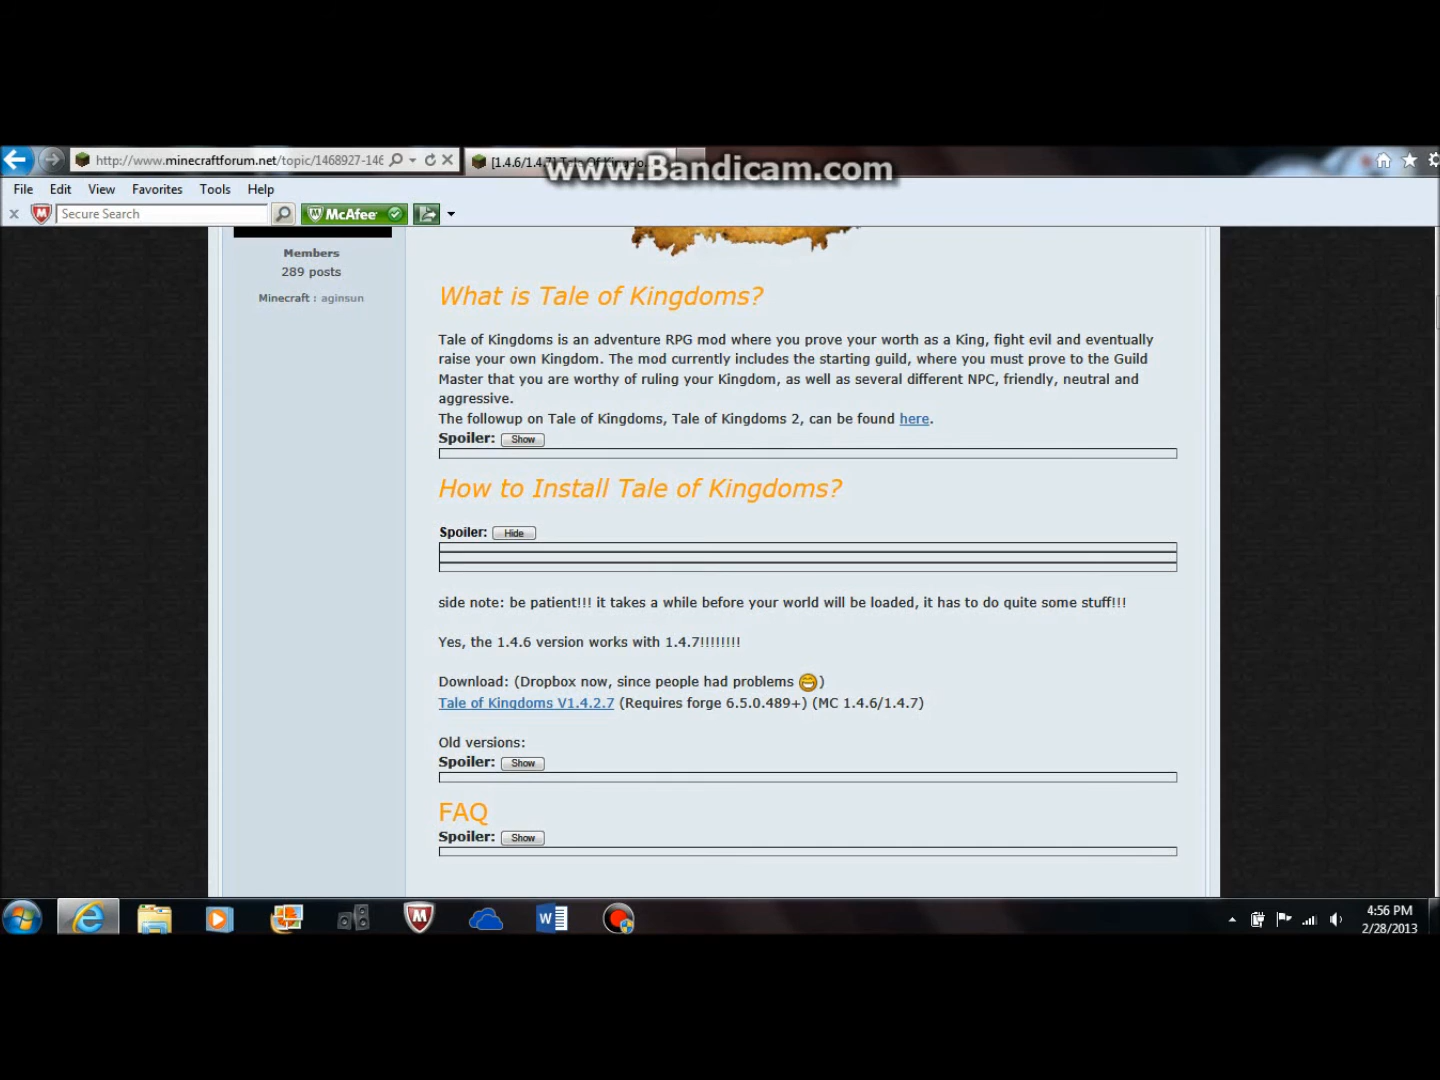 www.Bandicam.com
http://www.minecraftforum.net/topic/1468927-146
[1.4.6/1.4.7] Tale Of Kingdo...
File Edit View Favorites Tools Help
x Secure Search McAfee
Members
289 posts
Minecraft : aginsun
What is Tale of Kingdoms?
Tale of Kingdoms is an adventure RPG mod where you prove your worth as a King, fight evil and eventually
raise your own Kingdom. The mod currently includes the starting guild, where you must prove to the Guild
Master that you are worthy of ruling your Kingdom, as well as several different NPC, friendly, neutral and
aggressive.
The followup on Tale of Kingdoms, Tale of Kingdoms 2, can be found here.
Spoiler: Show
How to Install Tale of Kingdoms?
Spoiler: Hide
side note: be patient!!! it takes a while before your world will be loaded, it has to do quite some stuff!!!
Yes, the 1.4.6 version works with 1.4.7!!!!!!!!
Download: (Dropbox now, since people had problems )
Tale of Kingdoms V1.4.2.7 (Requires forge 6.5.0.489+) (MC 1.4.6/1.4.7)
Old versions:
Spoiler: Show
FAQ
Spoiler: Show
4:56 PM
2/28/2013